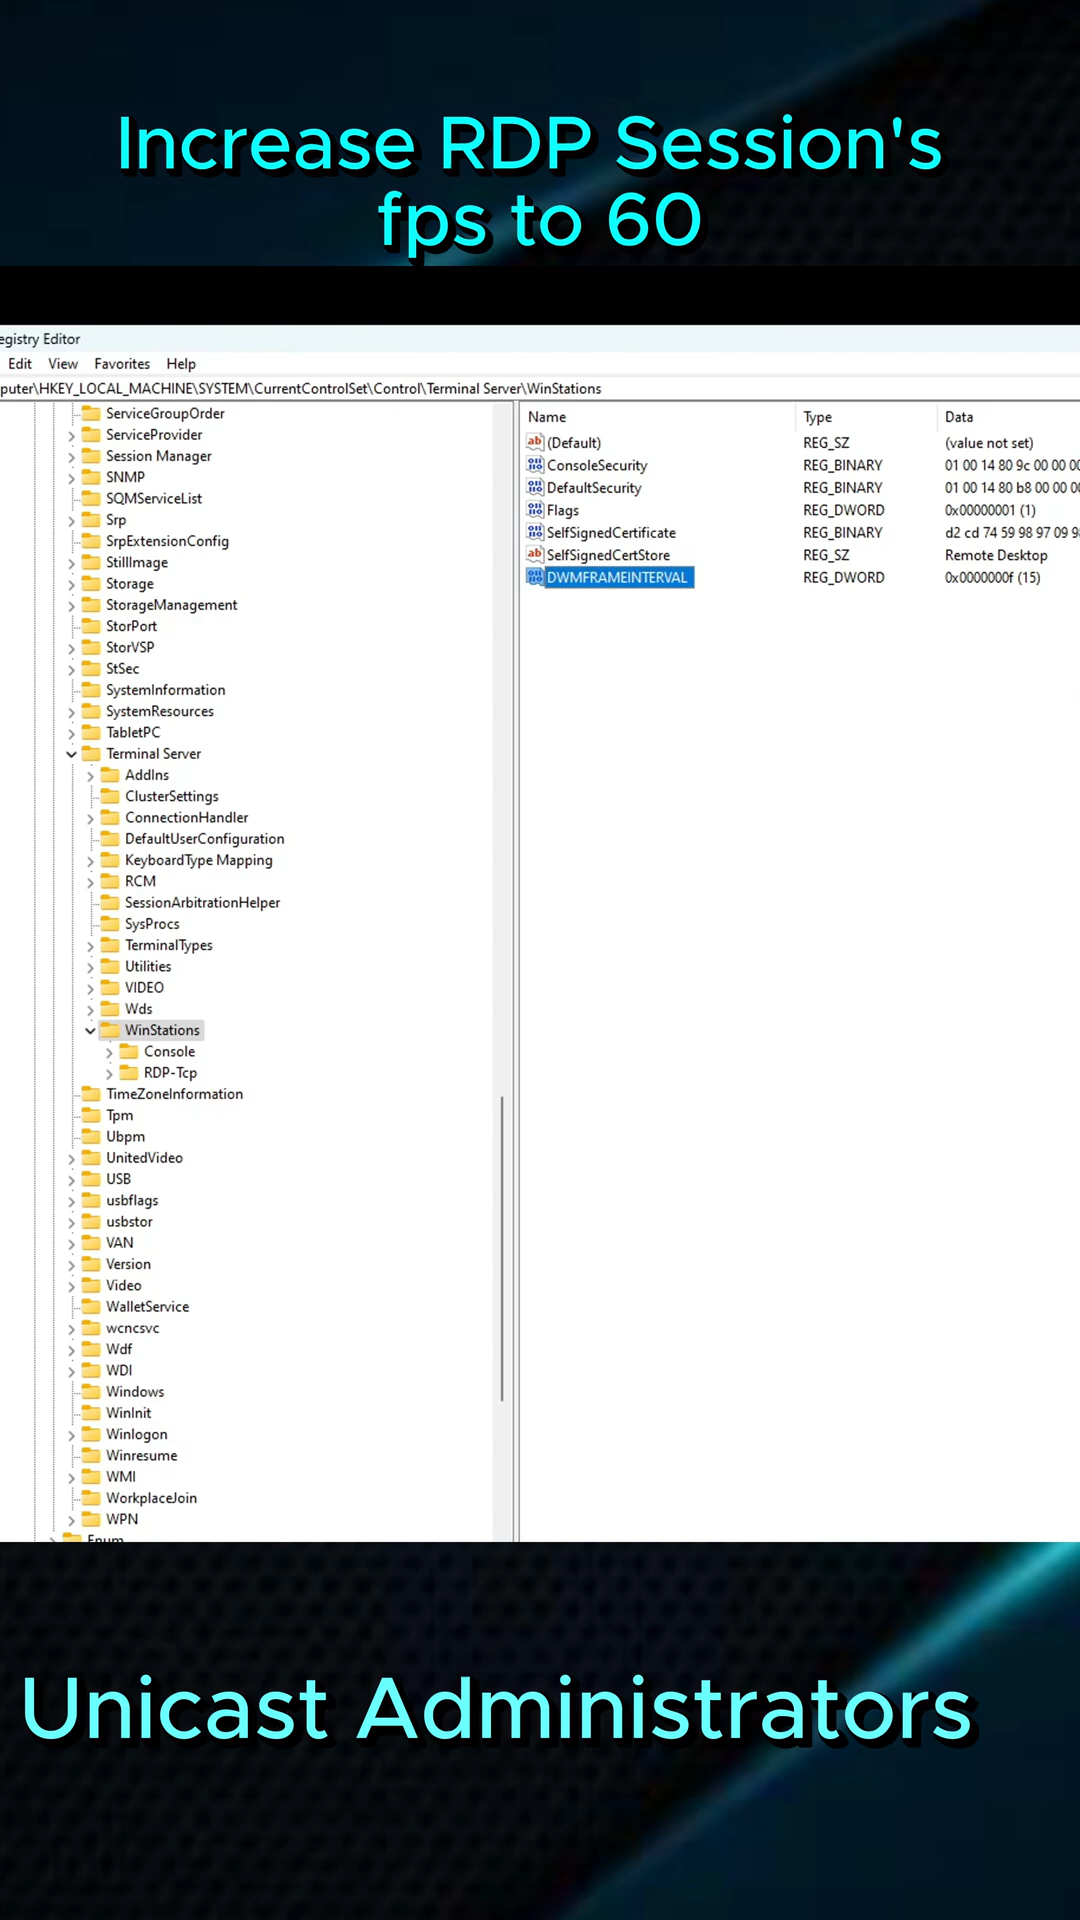 Increase RDP Session's
fps to 60
egistry Editor
Edit View Favorites Help
puter\HKEY_LOCAL_MACHINE\SYSTEM\CurrentControlSet\Control\Terminal Server\WinStations
ServiceGroupOrder
ServiceProvider
Session Manager
SNMP
SQMServiceList
Srp
SrpExtensionConfig
StillImage
Storage
StorageManagement
StorPort
StorVSP
StSec
SystemInformation
SystemResources
TabletPC
Terminal Server
AddIns
ClusterSettings
ConnectionHandler
DefaultUserConfiguration
KeyboardType Mapping
RCM
SessionArbitrationHelper
SysProcs
TerminalTypes
Utilities
VIDEO
Wds
WinStations
Console
RDP-Tcp
TimeZoneInformation
Tpm
Ubpm
UnitedVideo
USB
usbflags
usbstor
VAN
Version
Video
WalletService
wcncsvc
Wdf
WDI
Windows
WinInit
Winlogon
Winresume
WMI
WorkplaceJoin
WPN
Enum
Name Type Data
(Default) REG_SZ (value not set)
ConsoleSecurity REG_BINARY 01 00 14 80 9c 00 00 00
DefaultSecurity REG_BINARY 01 00 14 80 b8 00 00 00
Flags REG_DWORD 0x00000001 (1)
SelfSignedCertificate REG_BINARY d2 cd 74 59 98 97 09 98
SelfSignedCertStore REG_SZ Remote Desktop
DWMFRAMEINTERVAL REG_DWORD 0x0000000f (15)
Unicast Administrators